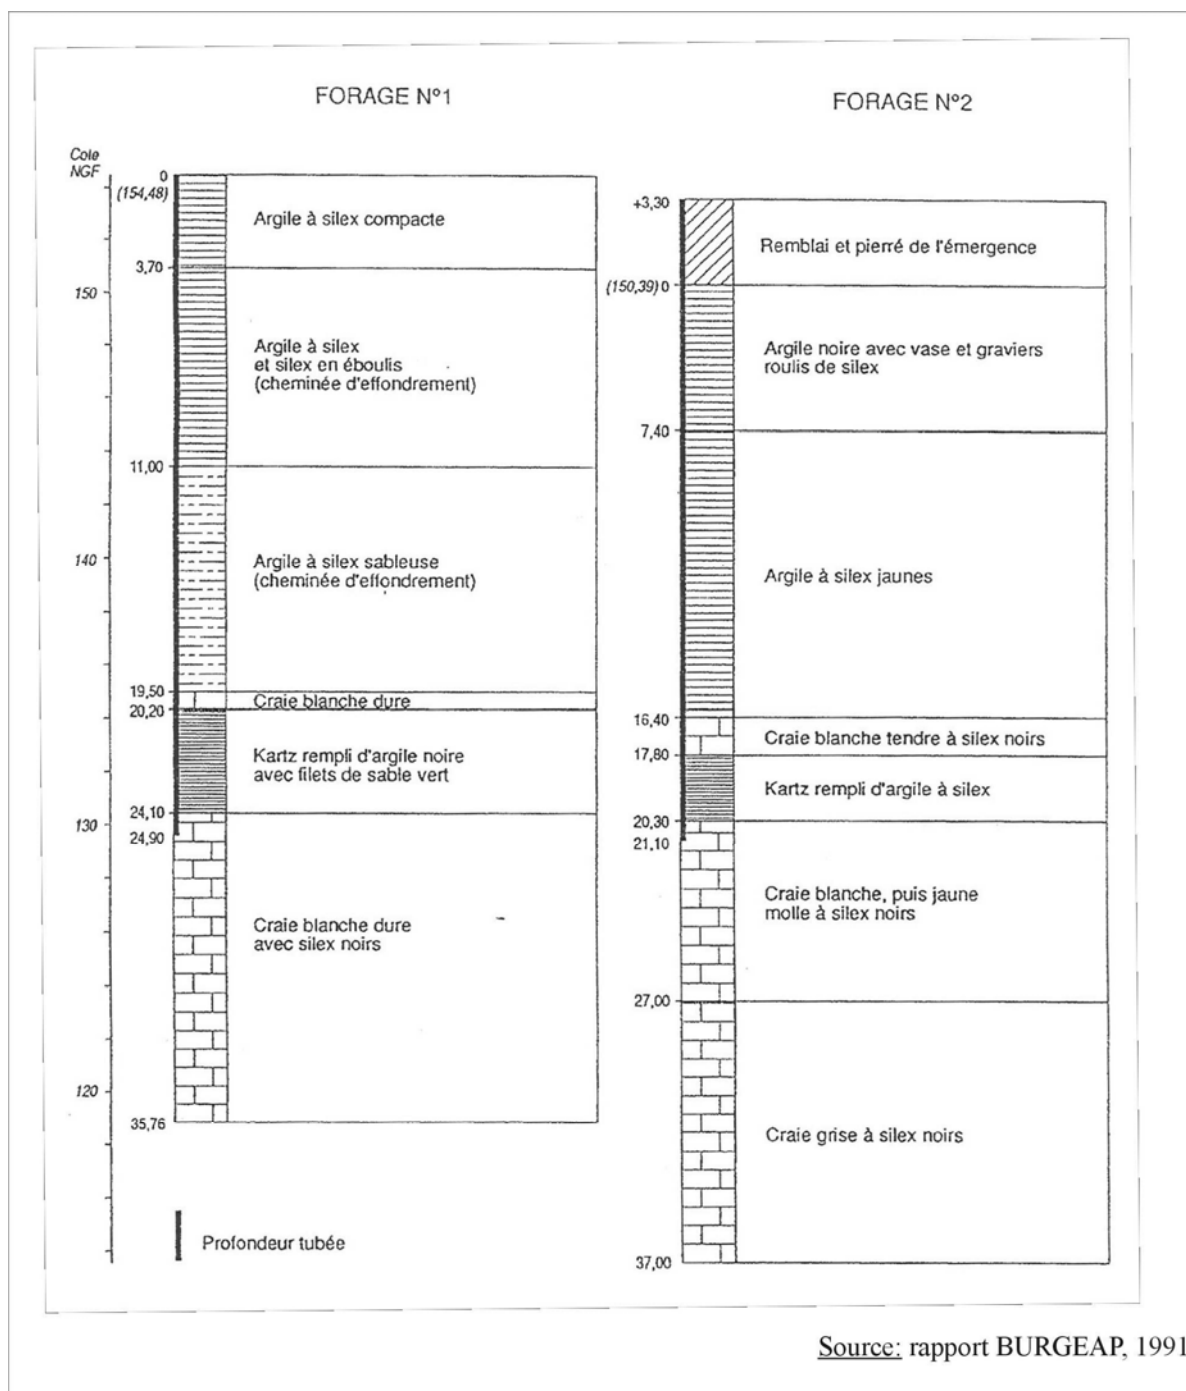 FORAGE N°1
Cote
NGF
0
(154,48)
Argile à silex compacte
3,70
150
Argile à silex
et silex en éboulis
(cheminée d'effondrement)
11,00
140
Argile à silex sableuse
(cheminée d'effondrement)
19,50
Craie blanche dure
20,20
Kartz rempli d'argile noire
avec filets de sable vert
24,10
130
24,90
Craie blanche dure
avec silex noirs
120
35,76
Profondeur tubée
FORAGE N°2
+3,30
Remblai et pierré de l'émergence
(150,39) 0
Argile noire avec vase et graviers
roulis de silex
7,40
Argile à silex jaunes
16,40
Craie blanche tendre à silex noirs
17,80
Kartz rempli d'argile à silex
20,30
21,10
Craie blanche, puis jaune
molle à silex noirs
27,00
Craie grise à silex noirs
37,00
Source: rapport BURGEAP, 1991